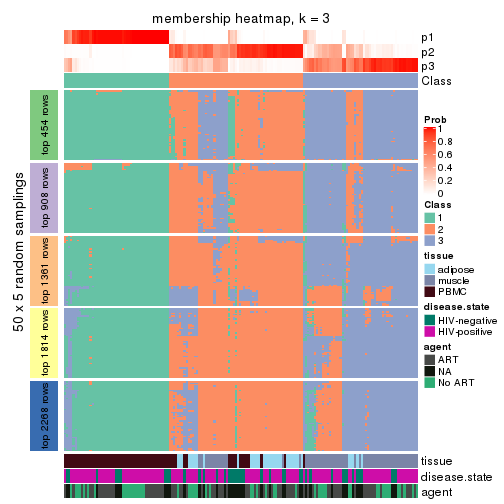 membership heatmap, k = 3
p1
p2
p3
Class
50 x 5 random samplings
top 454 rows
top 908 rows
top 1361 rows
top 1814 rows
top 2268 rows
Prob
1
0.8
0.6
0.4
0.2
0
Class
1
2
3
tissue
adipose
muscle
PBMC
disease.state
HIV-negative
HIV-positive
agent
ART
NA
No ART
tissue
disease.state
agent